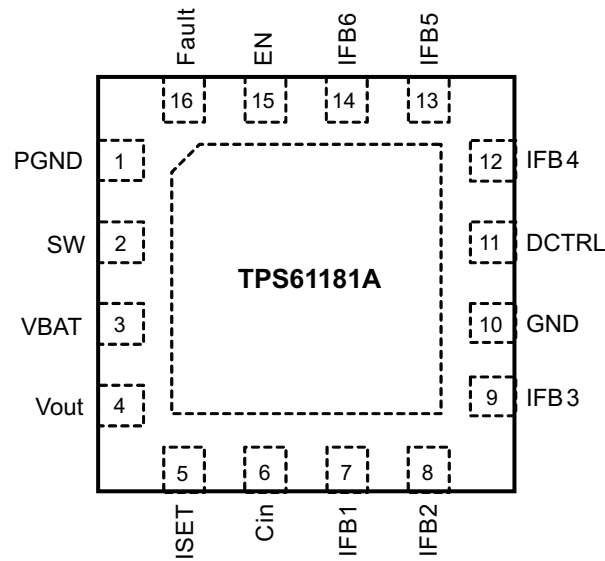 Fault
EN
IFB6
IFB5
16
15
14
13
PGND 1
12 IFB4
SW 2
11 DCTRL
TPS61181A
VBAT 3
10 GND
Vout 4
9 IFB3
5
6
7
8
ISET
Cin
IFB1
IFB2